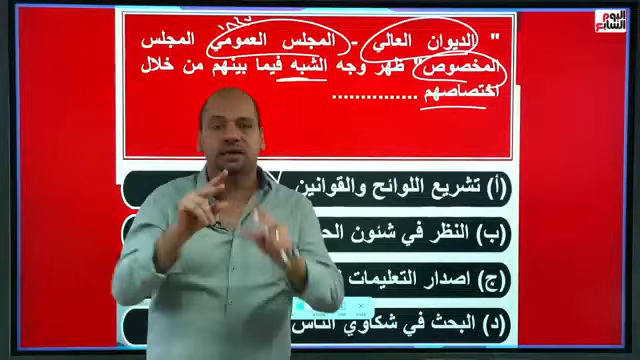 اليوم السابع
" الديوان العالي - المجلس العمومي المجلس
المخصوص" ظهر وجه الشبه فيما بينهم من خلال
اختصاصهم ................
(أ) تشريع اللوائح والقوانين
(ب) النظر في شئون
(ج) اصدار التعليمات
(د) البحث في شكاوي الناس